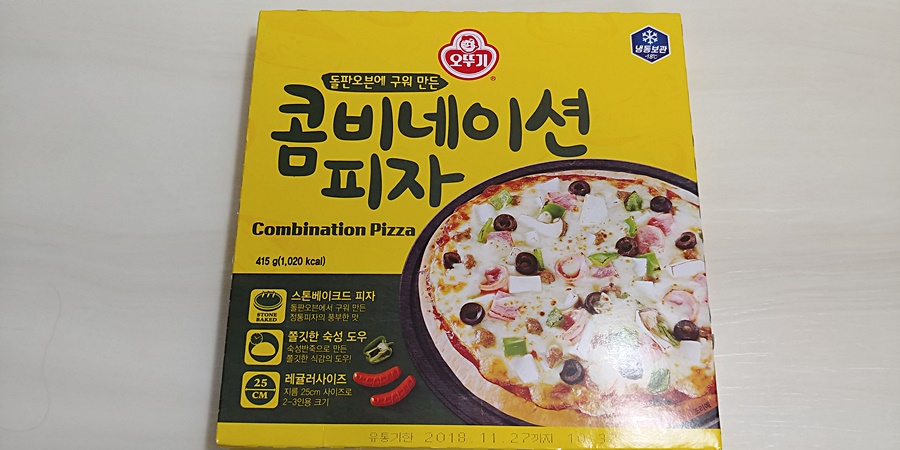 오뚜기
®
냉동보관
-18℃
돌판오븐에 구워 만든
콤비네이션
피자
Combination Pizza
415 g(1,020 kcal)
STONE
BAKED
스톤베이크드 피자
돌판오븐에서 구워 만든
정통피자의 풍부한 맛
쫄깃한 숙성 도우
숙성반죽으로 만든
쫄깃한 식감의 도우!
25
CM
레귤러사이즈
지름 25cm 사이즈로
2~3인용 크기
유통기한 2018.11.27까지